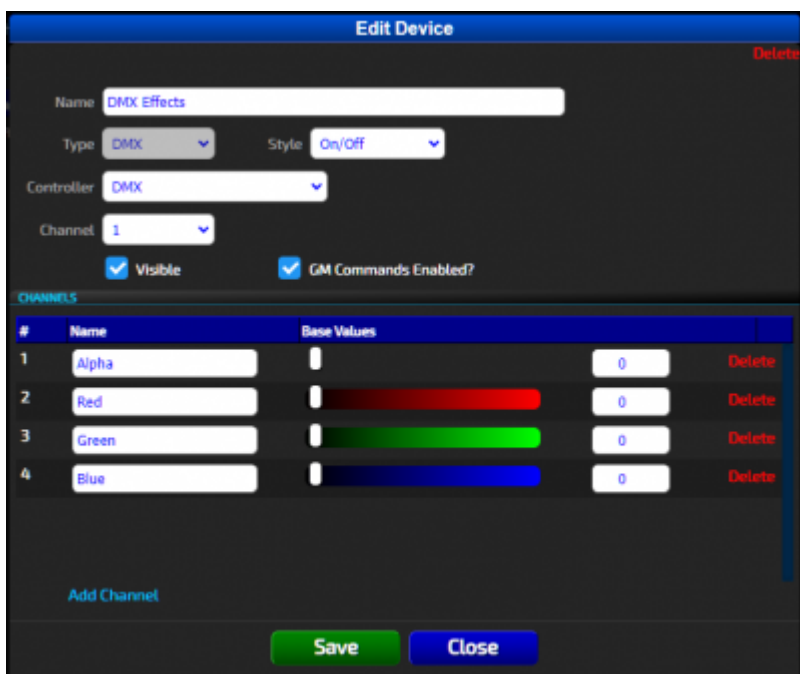 Edit Device
Delete
Name DMX Effects
Type DMX Style On/Off
Controller DMX
Channel 1
Visible GM Commands Enabled?
CHANNELS
# Name Base Values
1 Alpha 0 Delete
2 Red 0 Delete
3 Green 0 Delete
4 Blue 0 Delete
Add Channel
Save Close